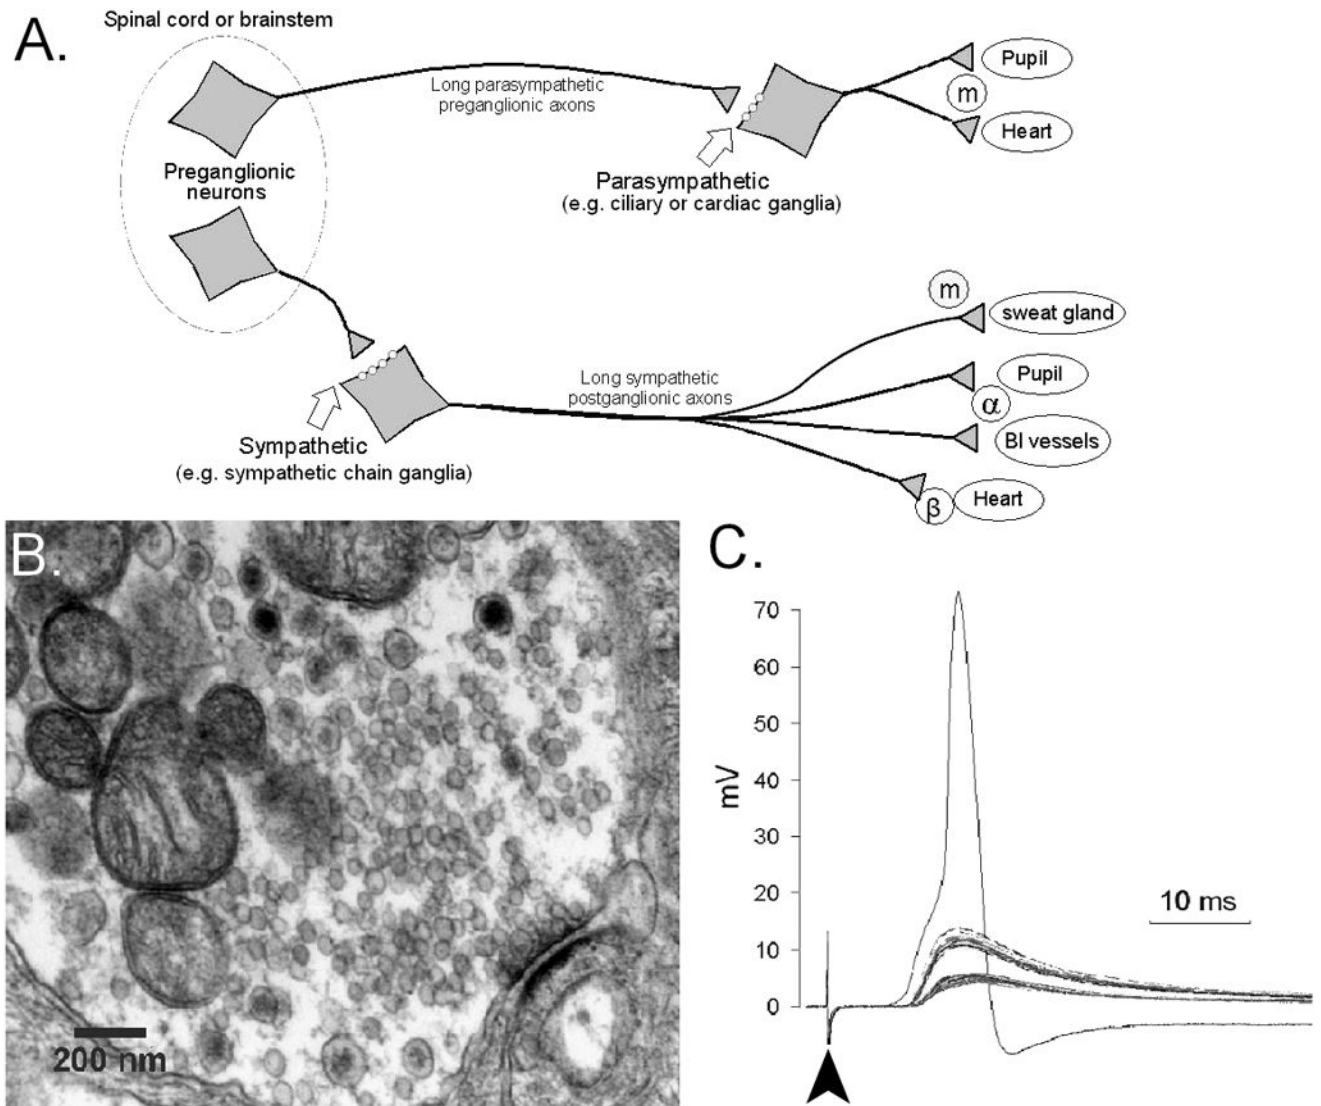 A.
Spinal cord or brainstem
Long parasympathetic
preganglionic axons
Pupil
m
Heart
Preganglionic
neurons
Parasympathetic
(e.g. ciliary or cardiac ganglia)
m
sweat gland
Long sympathetic
postganglionic axons
Pupil
α
Bl vessels
Sympathetic
(e.g. sympathetic chain ganglia)
β
Heart
B.
200 nm
C.
70
60
50
40
30
20
10
0
mV
10 ms